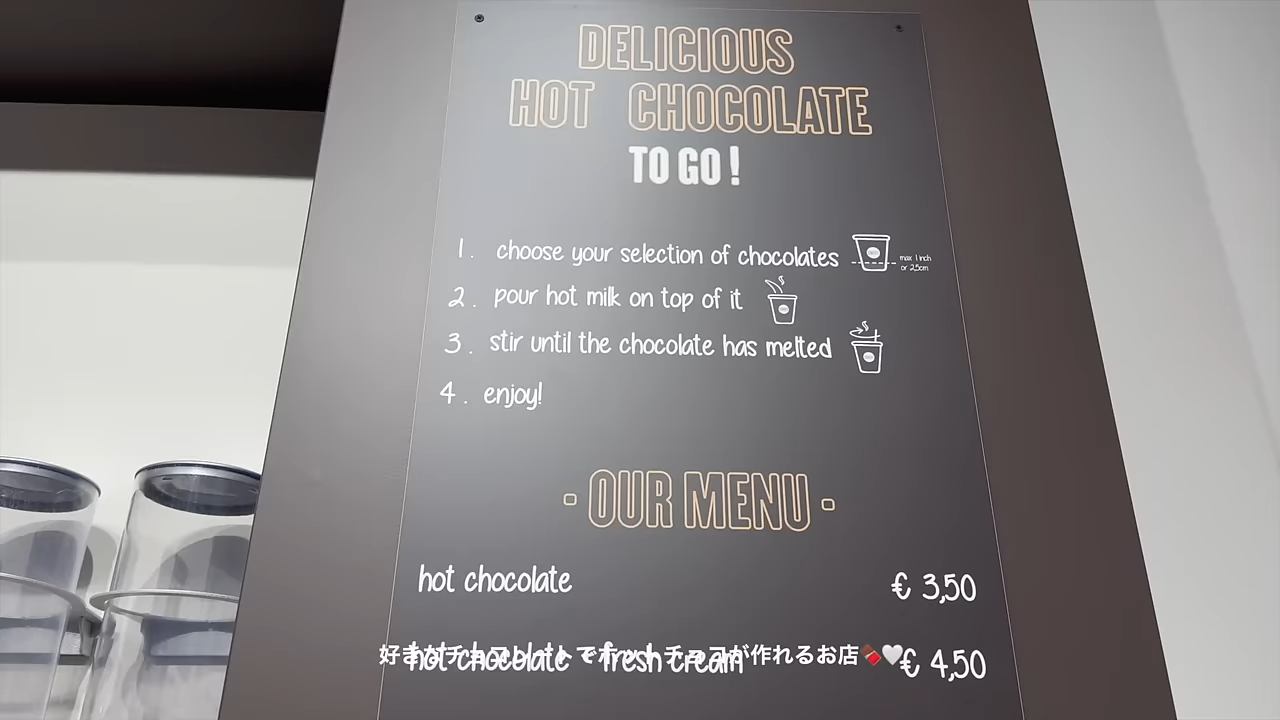 DELICIOUS
HOT CHOCOLATE
TO GO!
1. choose your selection of chocolates
max 1 inch
or 2,5cm
2. pour hot milk on top of it
3. stir until the chocolate has melted
4. enjoy!
- OUR MENU -
hot chocolate € 3,50
hot chocolate + fresh cream € 4,50
好きなチョコレートでホットチョコが作れるお店🍫🤍